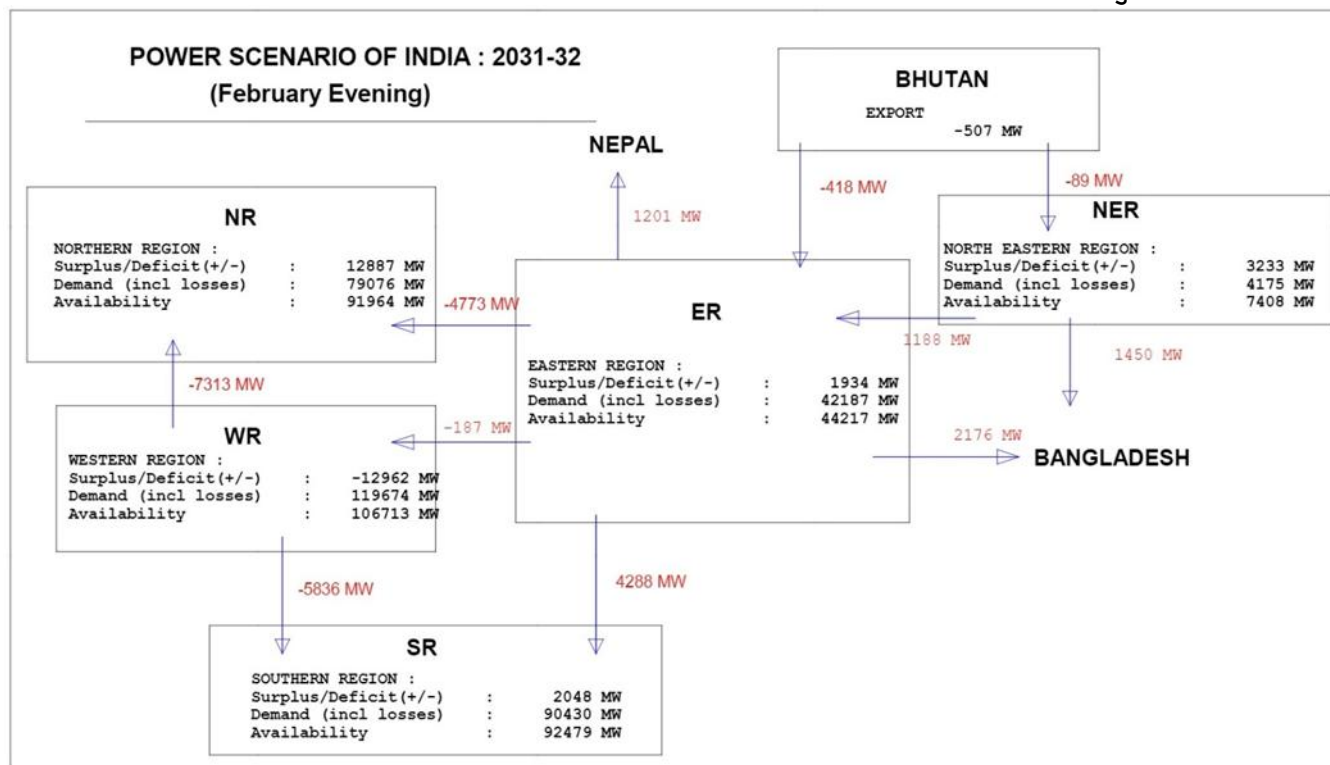 POWER SCENARIO OF INDIA : 2031-32
(February Evening)
BHUTAN
EXPORT
-507 MW
NEPAL
-418 MW
-89 MW
1201 MW
NR
NORTHERN REGION :
Surplus/Deficit(+/-) : 12887 MW
Demand (incl losses) : 79076 MW
Availability : 91964 MW
NER
NORTH EASTERN REGION :
Surplus/Deficit(+/-) : 3233 MW
Demand (incl losses) : 4175 MW
Availability : 7408 MW
-4773 MW
ER
EASTERN REGION :
Surplus/Deficit(+/-) : 1934 MW
Demand (incl losses) : 42187 MW
Availability : 44217 MW
1188 MW
1450 MW
-7313 MW
-187 MW
2176 MW
BANGLADESH
WR
WESTERN REGION :
Surplus/Deficit(+/-) : -12962 MW
Demand (incl losses) : 119674 MW
Availability : 106713 MW
-5836 MW
4288 MW
SR
SOUTHERN REGION :
Surplus/Deficit(+/-) : 2048 MW
Demand (incl losses) : 90430 MW
Availability : 92479 MW